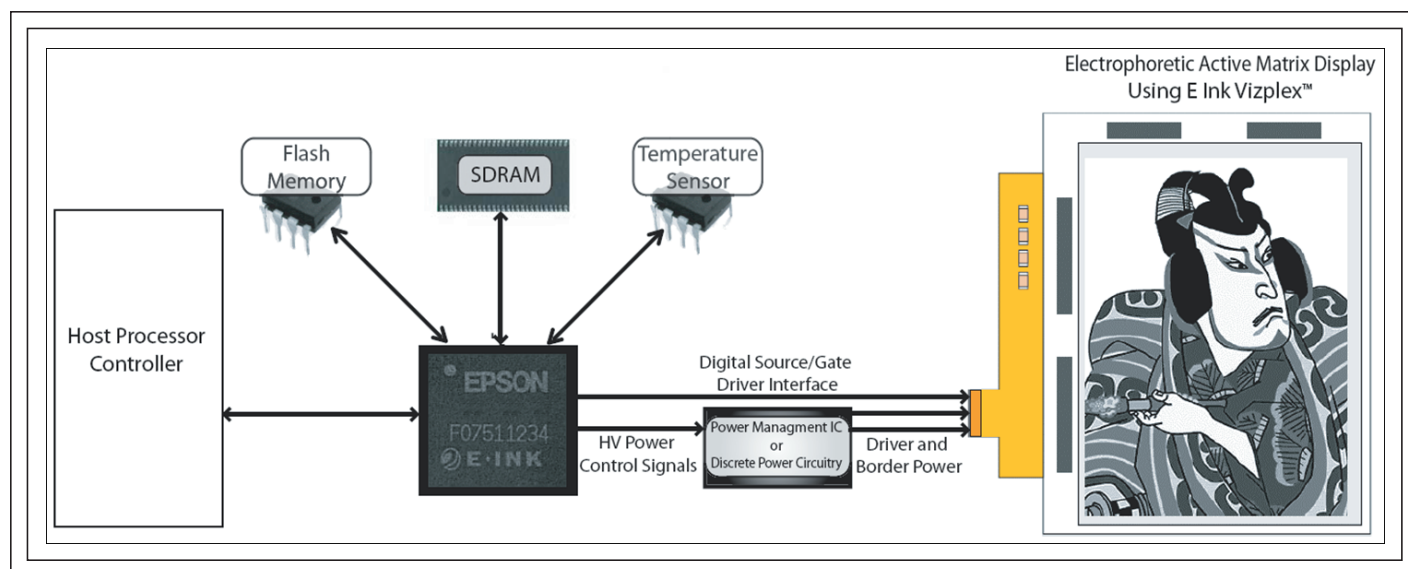 Electrophoretic Active Matrix Display
Using E Ink Vizplex™
Flash
Memory
SDRAM
Temperature
Sensor
Host Processor
Controller
EPSON
F07511234
E·INK
Digital Source/Gate
Driver Interface
HV Power
Control Signals
Power Managment IC
or
Discrete Power Circuitry
Driver and
Border Power